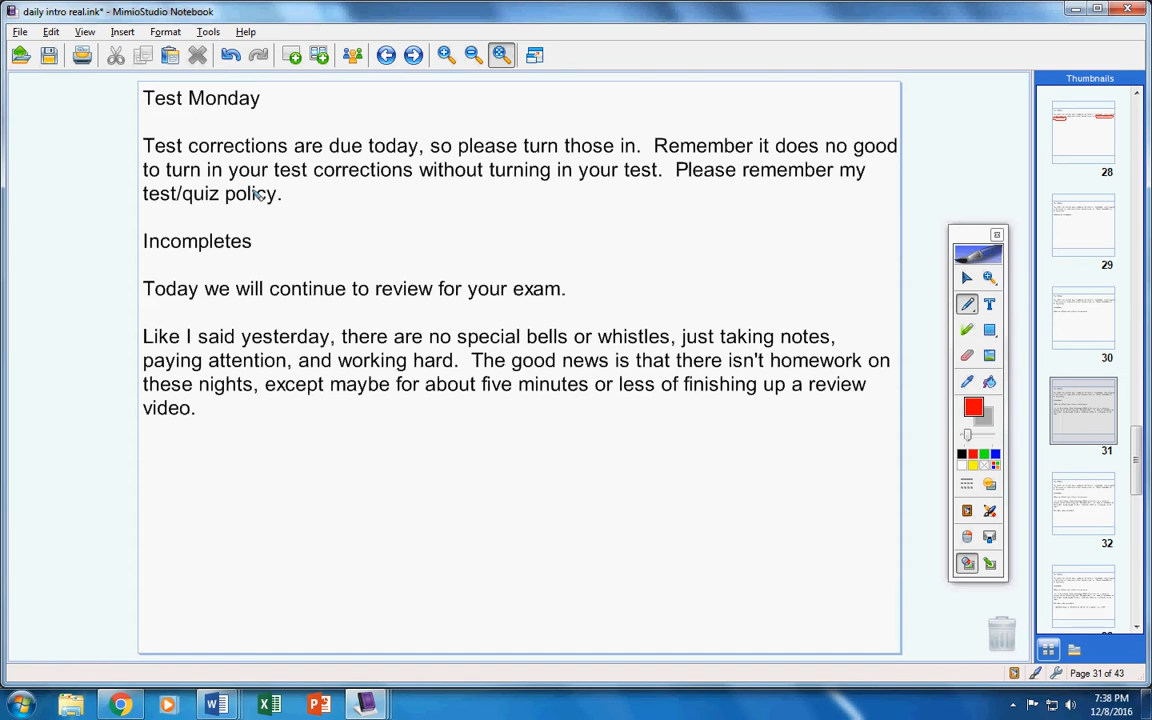 daily intro real.ink* - MimioStudio Notebook
File Edit View Insert Format Tools Help
Thumbnails
Test Monday
Test corrections are due today, so please turn those in. Remember it does no good
to turn in your test corrections without turning in your test. Please remember my
test/quiz policy.
Incompletes
Today we will continue to review for your exam.
Like I said yesterday, there are no special bells or whistles, just taking notes,
paying attention, and working hard. The good news is that there isn't homework on
these nights, except maybe for about five minutes or less of finishing up a review
video.
28
29
30
31
32
Page 31 of 43
7:38 PM
12/8/2016